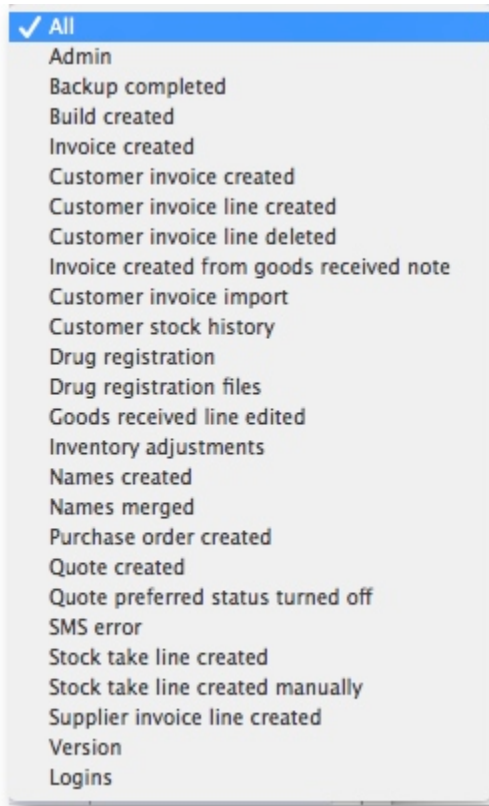 All
Admin
Backup completed
Build created
Invoice created
Customer invoice created
Customer invoice line created
Customer invoice line deleted
Invoice created from goods received note
Customer invoice import
Customer stock history
Drug registration
Drug registration files
Goods received line edited
Inventory adjustments
Names created
Names merged
Purchase order created
Quote created
Quote preferred status turned off
SMS error
Stock take line created
Stock take line created manually
Supplier invoice line created
Version
Logins